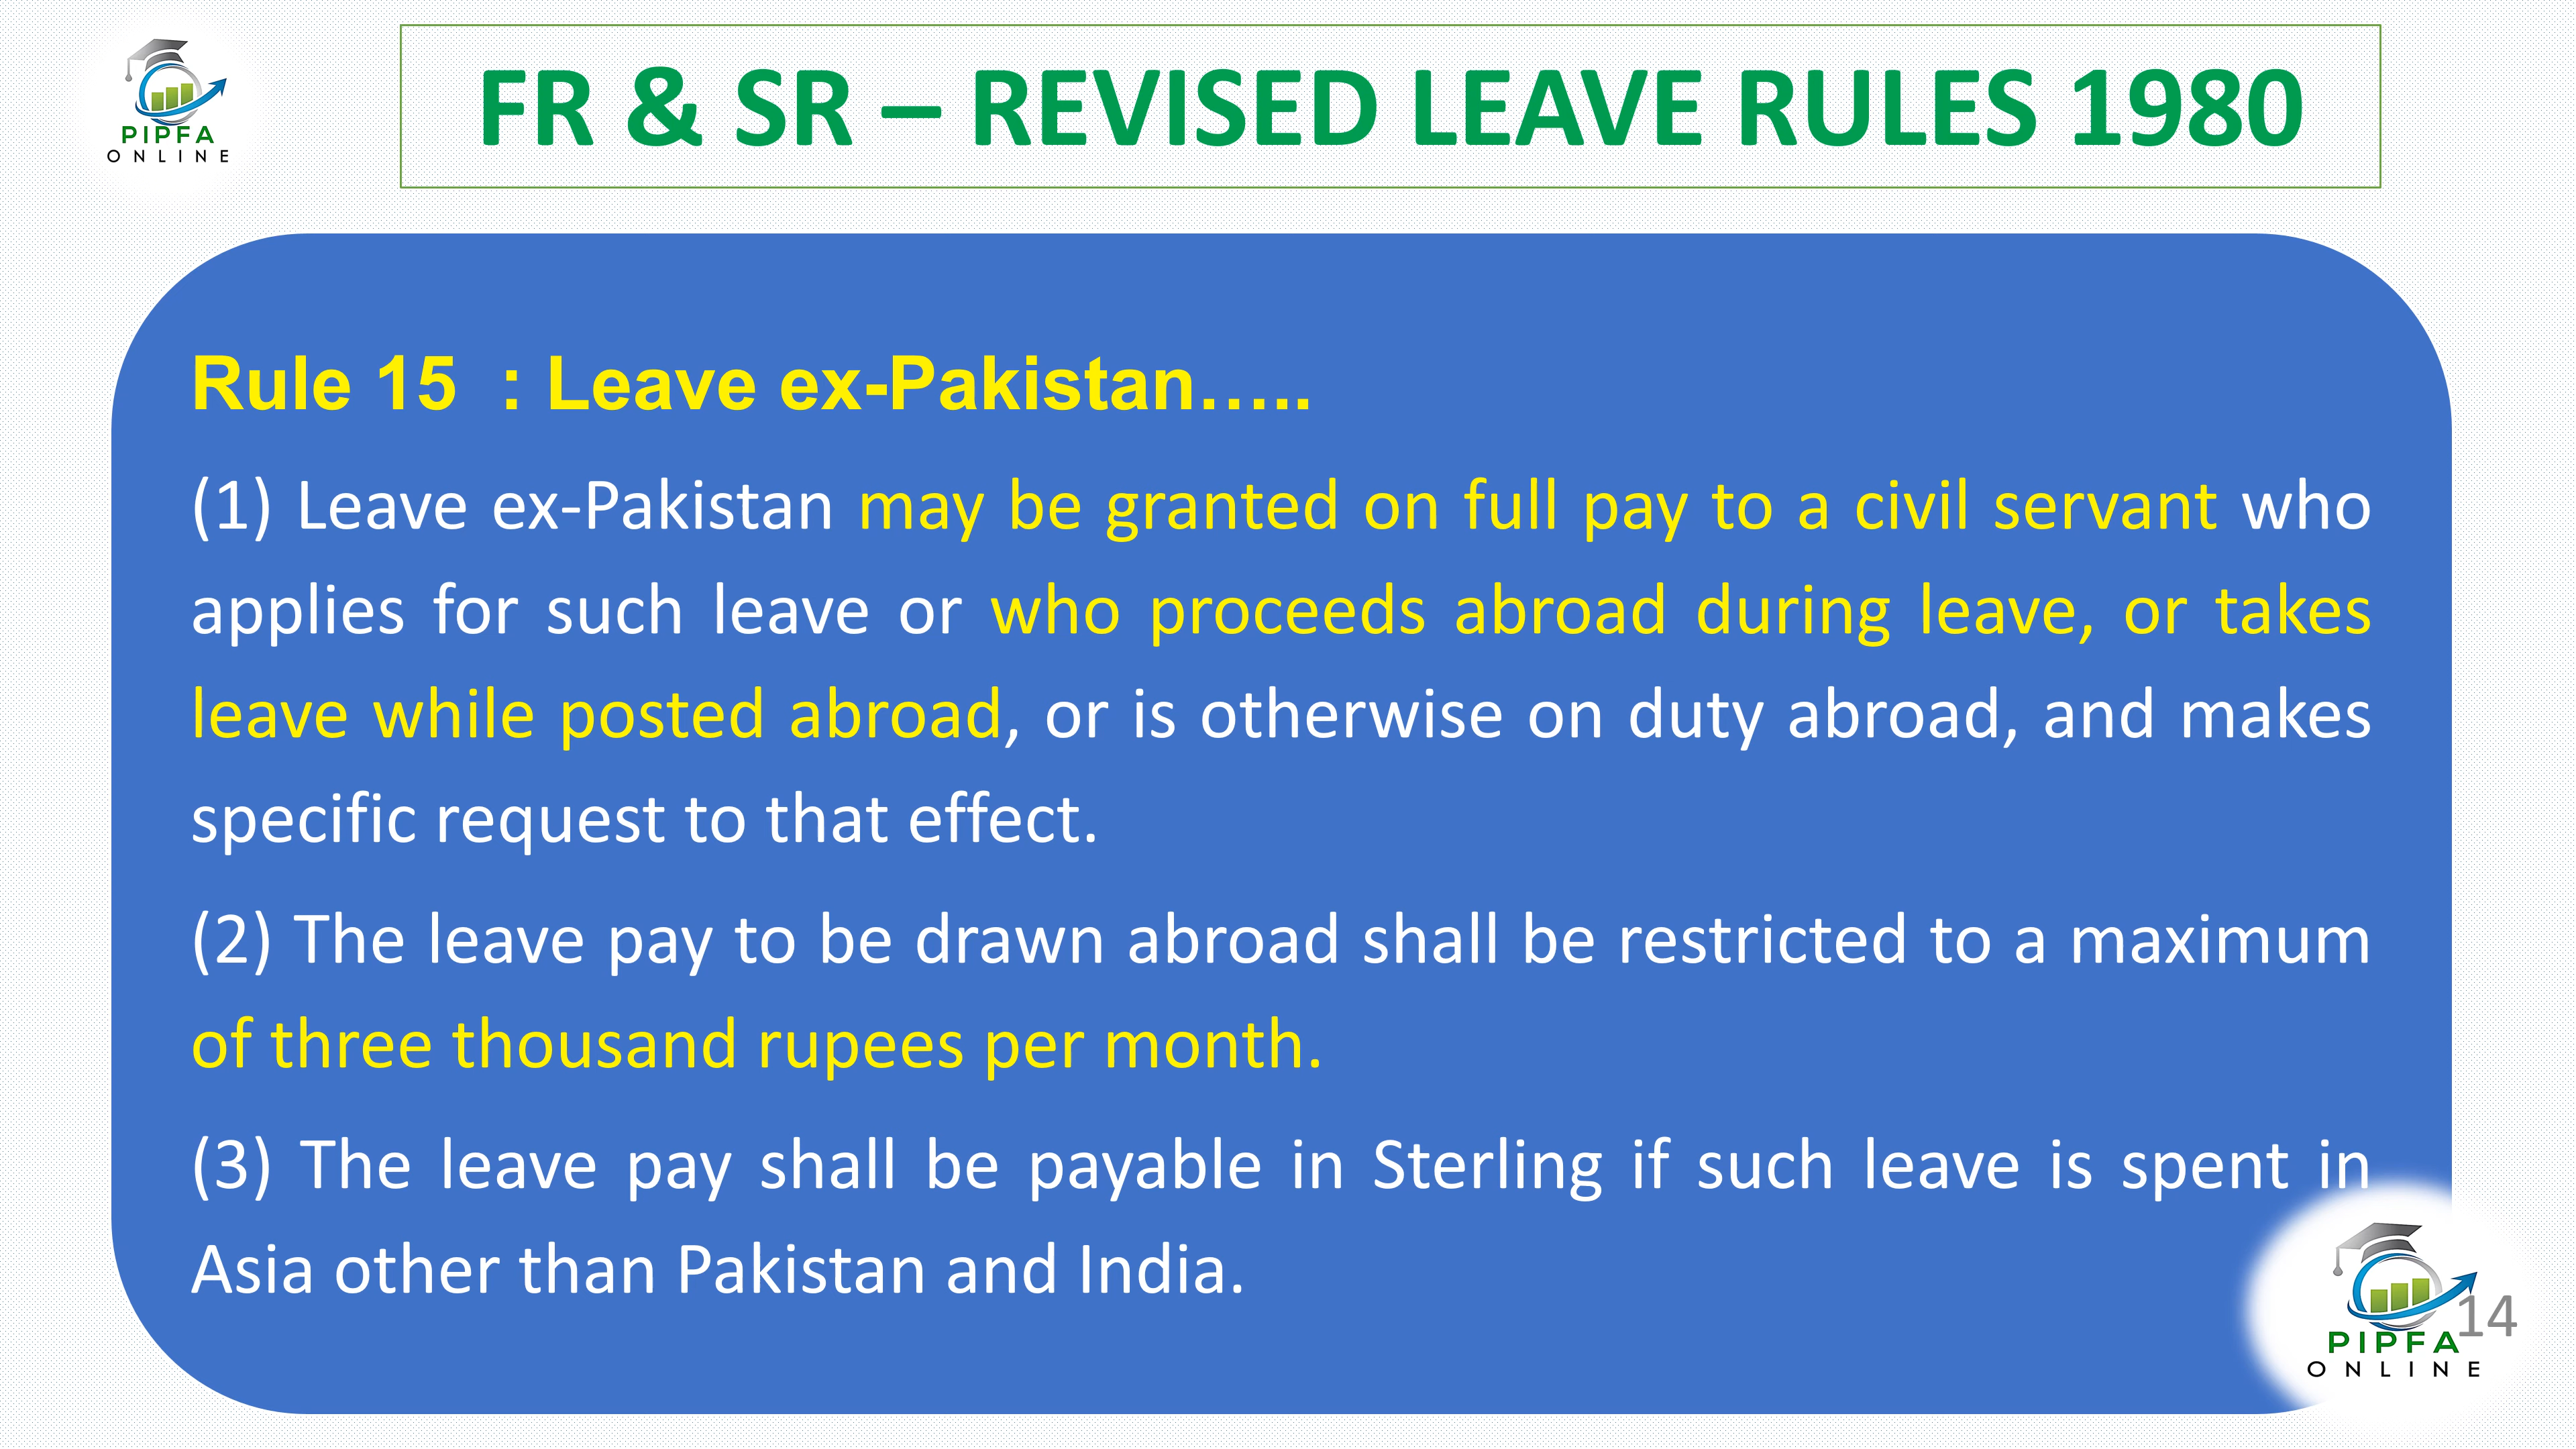 PIPFA
ONLINE
FR & SR – REVISED LEAVE RULES 1980
Rule 15  : Leave ex-Pakistan…..
(1) Leave ex-Pakistan may be granted on full pay to a civil servant who
applies for such leave or who proceeds abroad during leave, or takes
leave while posted abroad, or is otherwise on duty abroad, and makes
specific request to that effect.
(2) The leave pay to be drawn abroad shall be restricted to a maximum
of three thousand rupees per month.
(3) The leave pay shall be payable in Sterling if such leave is spent in
Asia other than Pakistan and India.
14
PIPFA
ONLINE